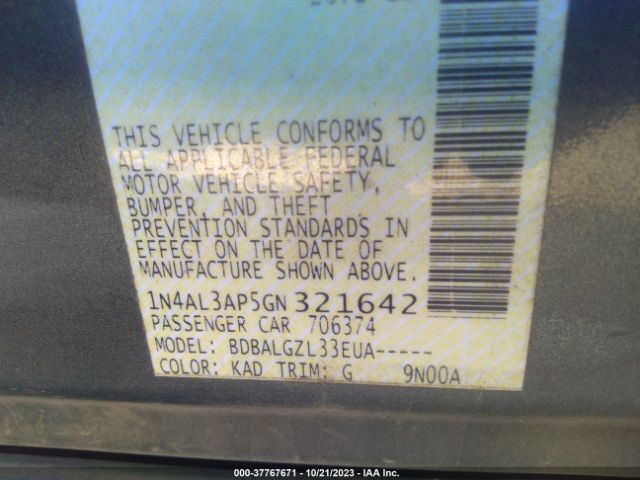 THIS VEHICLE CONFORMS TO
ALL APPLICABLE FEDERAL
MOTOR VEHICLE SAFETY,
BUMPER, AND THEFT
PREVENTION STANDARDS IN
EFFECT ON THE DATE OF
MANUFACTURE SHOWN ABOVE.
1N4AL3AP5GN321642
PASSENGER CAR 706374
MODEL: BDBALGZL33EUA-----
COLOR: KAD TRIM: G 9N00A
000-37767671 - 10/21/2023 - IAA Inc.